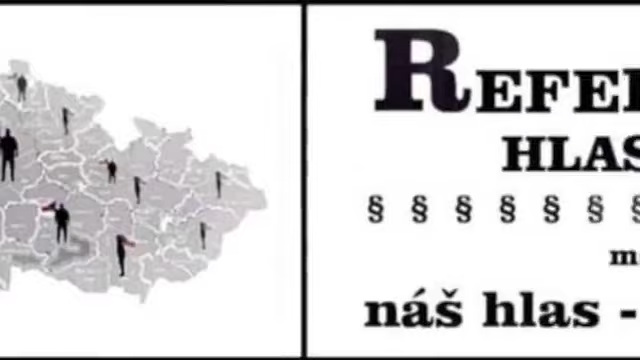 REFE
HLAS
§ § § § § § §
m
náš hlas -